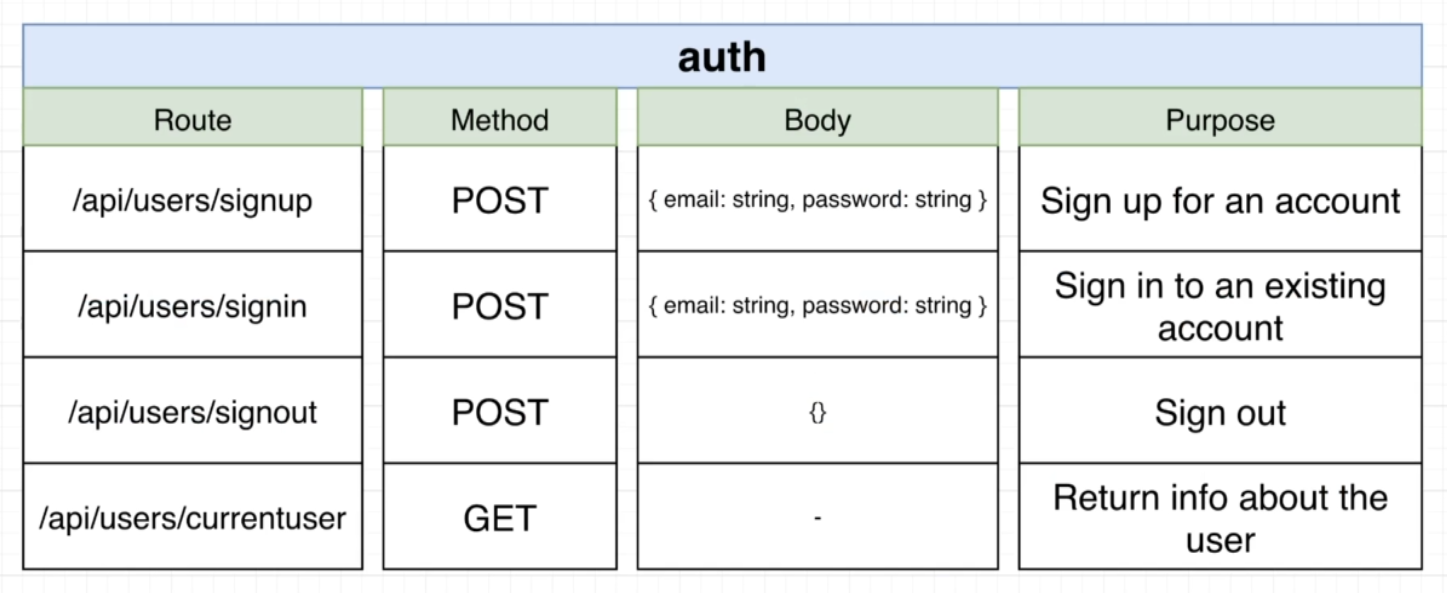 auth
Route Method Body Purpose
/api/users/signup POST { email: string, password: string } Sign up for an account
/api/users/signin POST { email: string, password: string } Sign in to an existing
account
/api/users/signout POST {} Sign out
/api/users/currentuser GET - Return info about the
user